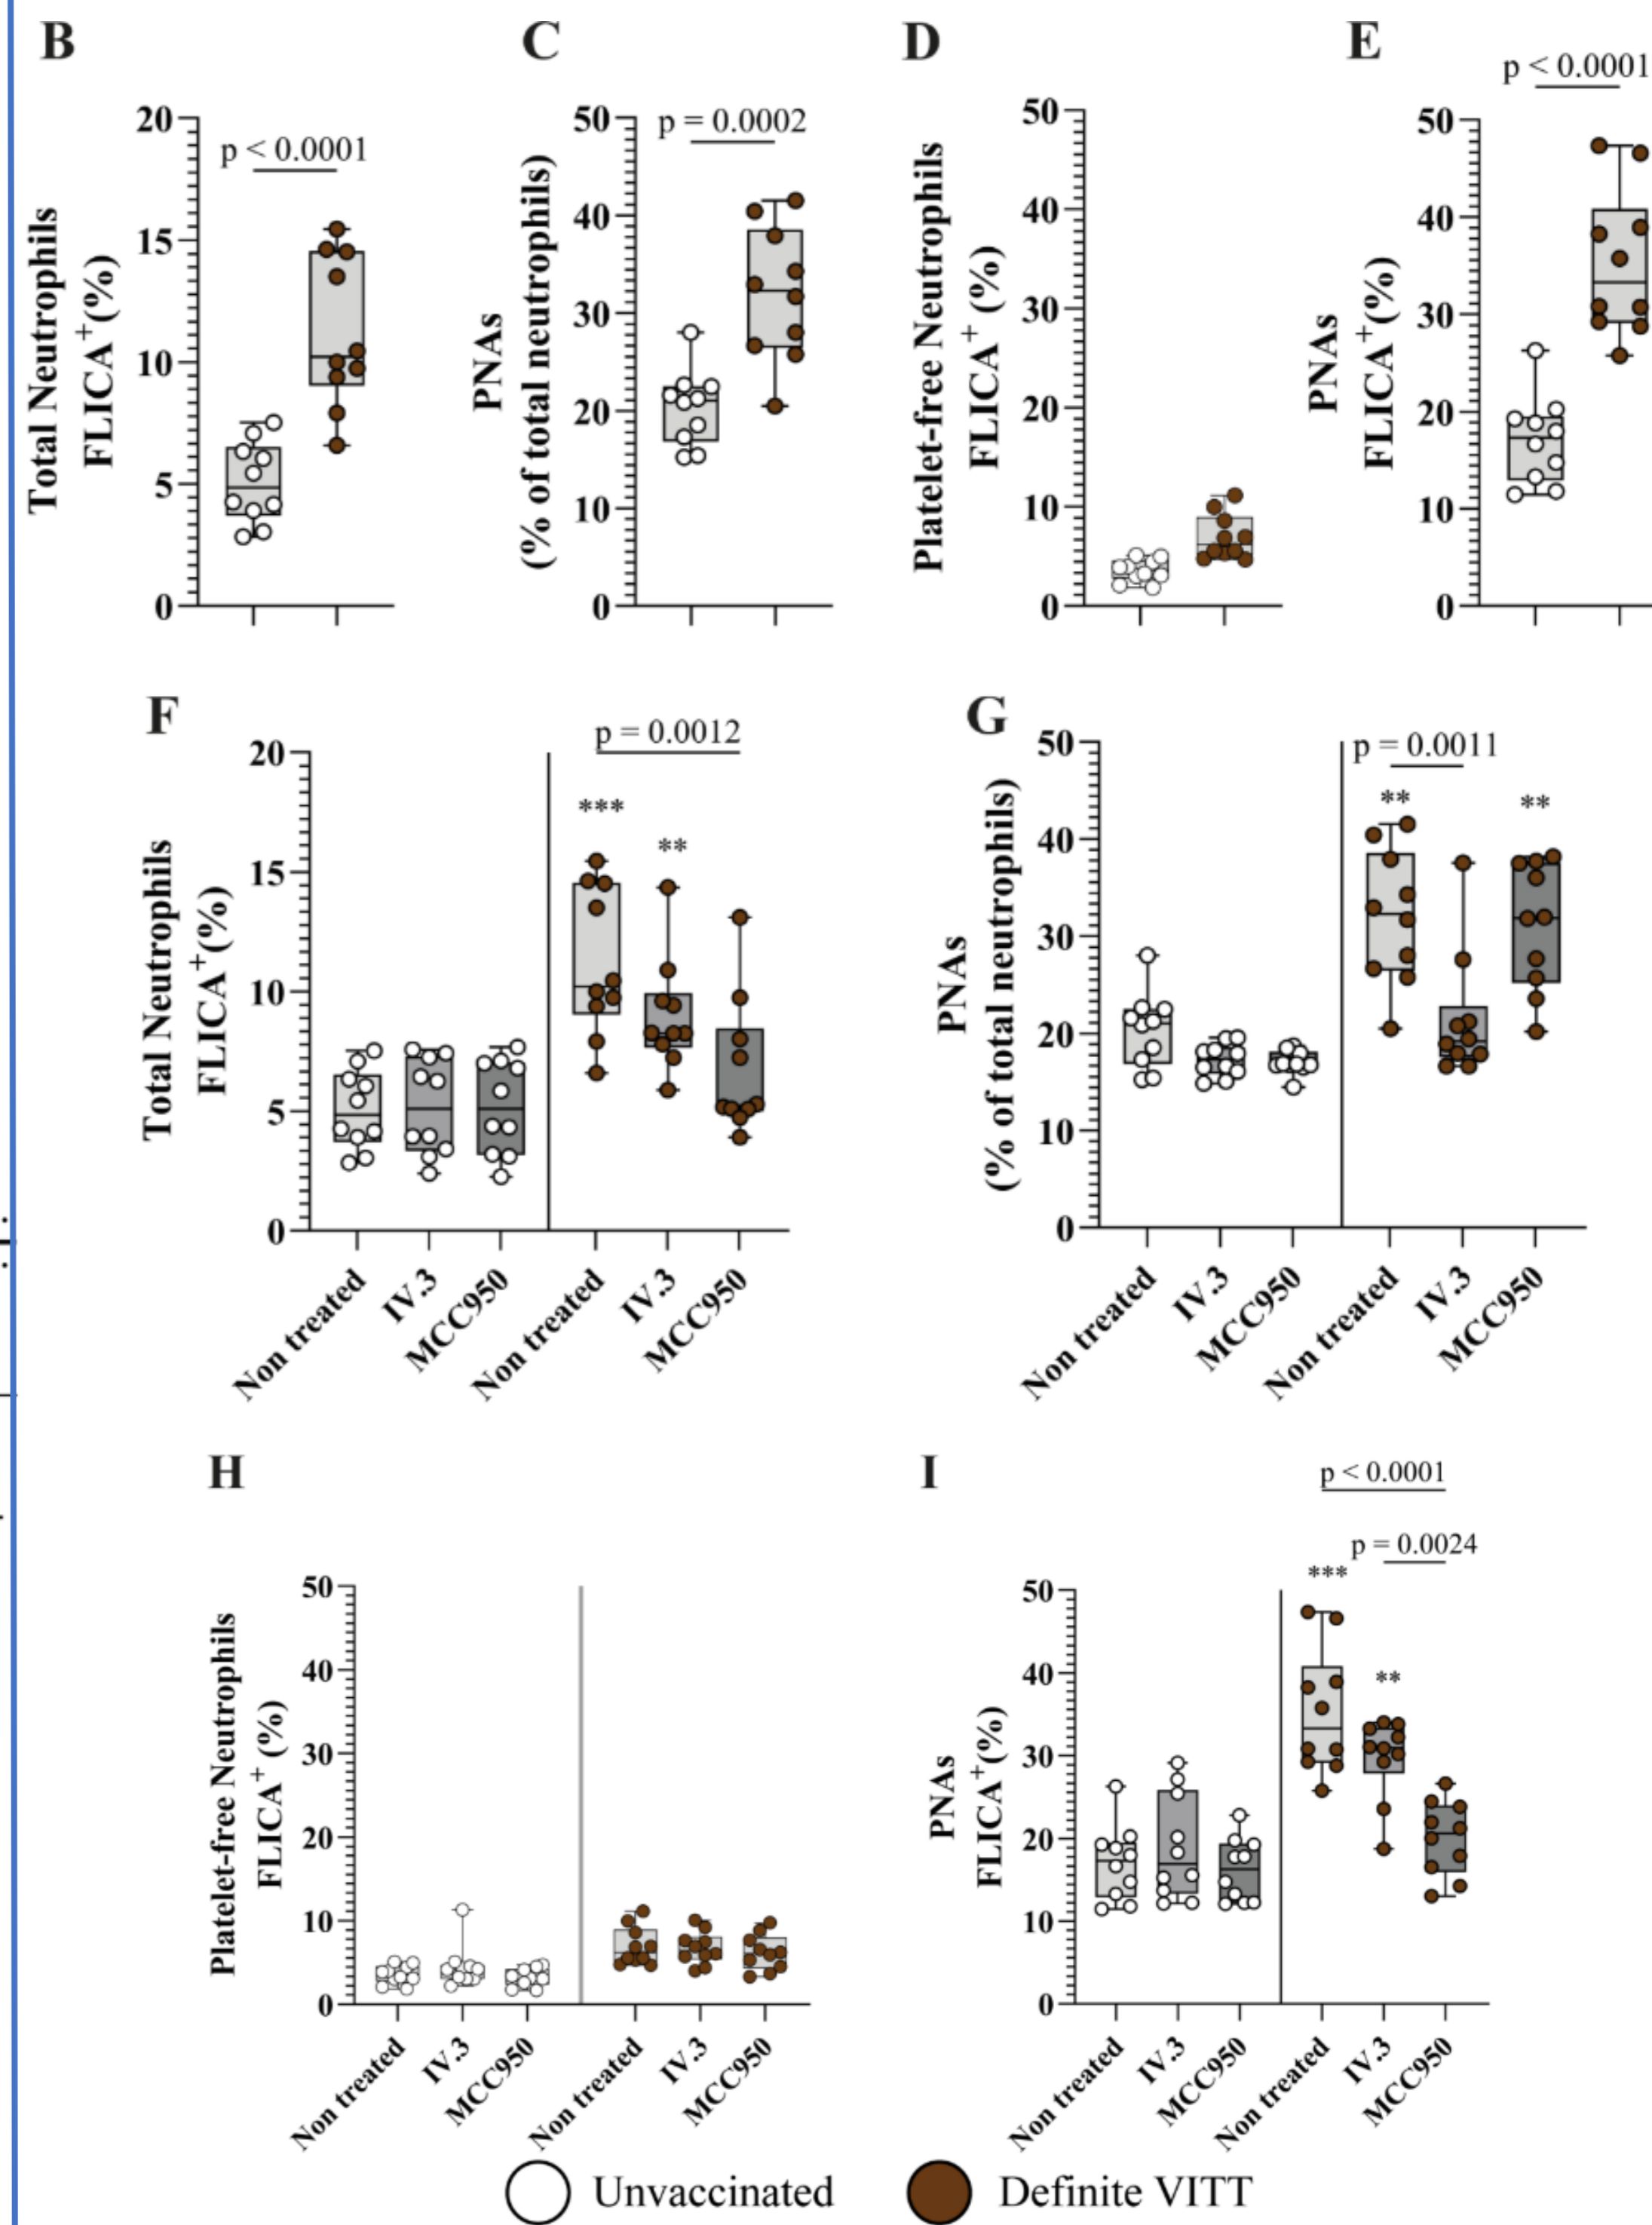 B
C
D
E
p < 0.0001
p = 0.0002
p < 0.0001
Total Neutrophils
FLICA+(%)
20
15
10
5
0
PNAs
(% of total neutrophils)
50
40
30
20
10
0
Platelet-free Neutrophils
FLICA+ (%)
50
40
30
20
10
0
PNAs
FLICA+(%)
50
40
30
20
10
0
F
p = 0.0012
***
**
Total Neutrophils
FLICA+(%)
20
15
10
5
0
Non treated
IV.3
MCC950
Non treated
IV.3
MCC950
G
p = 0.0011
**
**
PNAs
(% of total neutrophils)
50
40
30
20
10
0
Non treated
IV.3
MCC950
Non treated
IV.3
MCC950
H
Platelet-free Neutrophils
FLICA+ (%)
50
40
30
20
10
0
Non treated
IV.3
MCC950
Non treated
IV.3
MCC950
I
p < 0.0001
p = 0.0024
***
**
PNAs
FLICA+(%)
50
40
30
20
10
0
Non treated
IV.3
MCC950
Non treated
IV.3
MCC950
Unvaccinated
Definite VITT